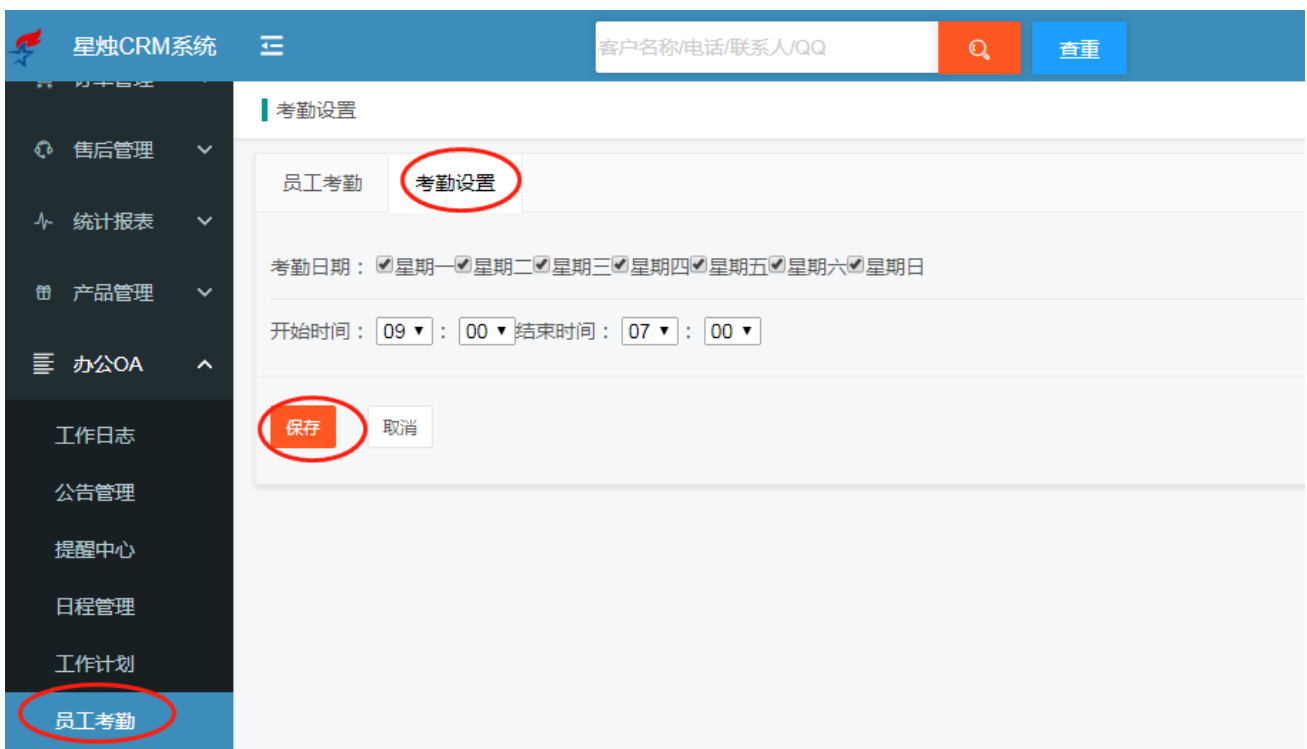 星烛CRM系统
客户名称/电话/联系人/QQ
查重
订单管理
售后管理
统计报表
产品管理
办公OA
工作日志
公告管理
提醒中心
日程管理
工作计划
员工考勤
考勤设置
员工考勤 考勤设置
考勤日期：星期一星期二星期三星期四星期五星期六星期日
开始时间：09 ：00 结束时间：07 ：00
保存 取消